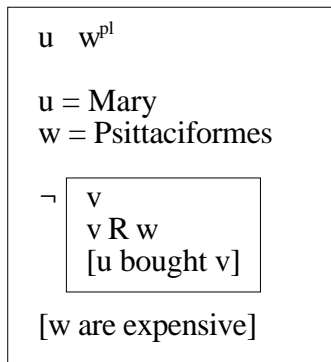 u w^pl
u = Mary
w = Psittaciformes
¬ v
v R w
[u bought v]
[w are expensive]